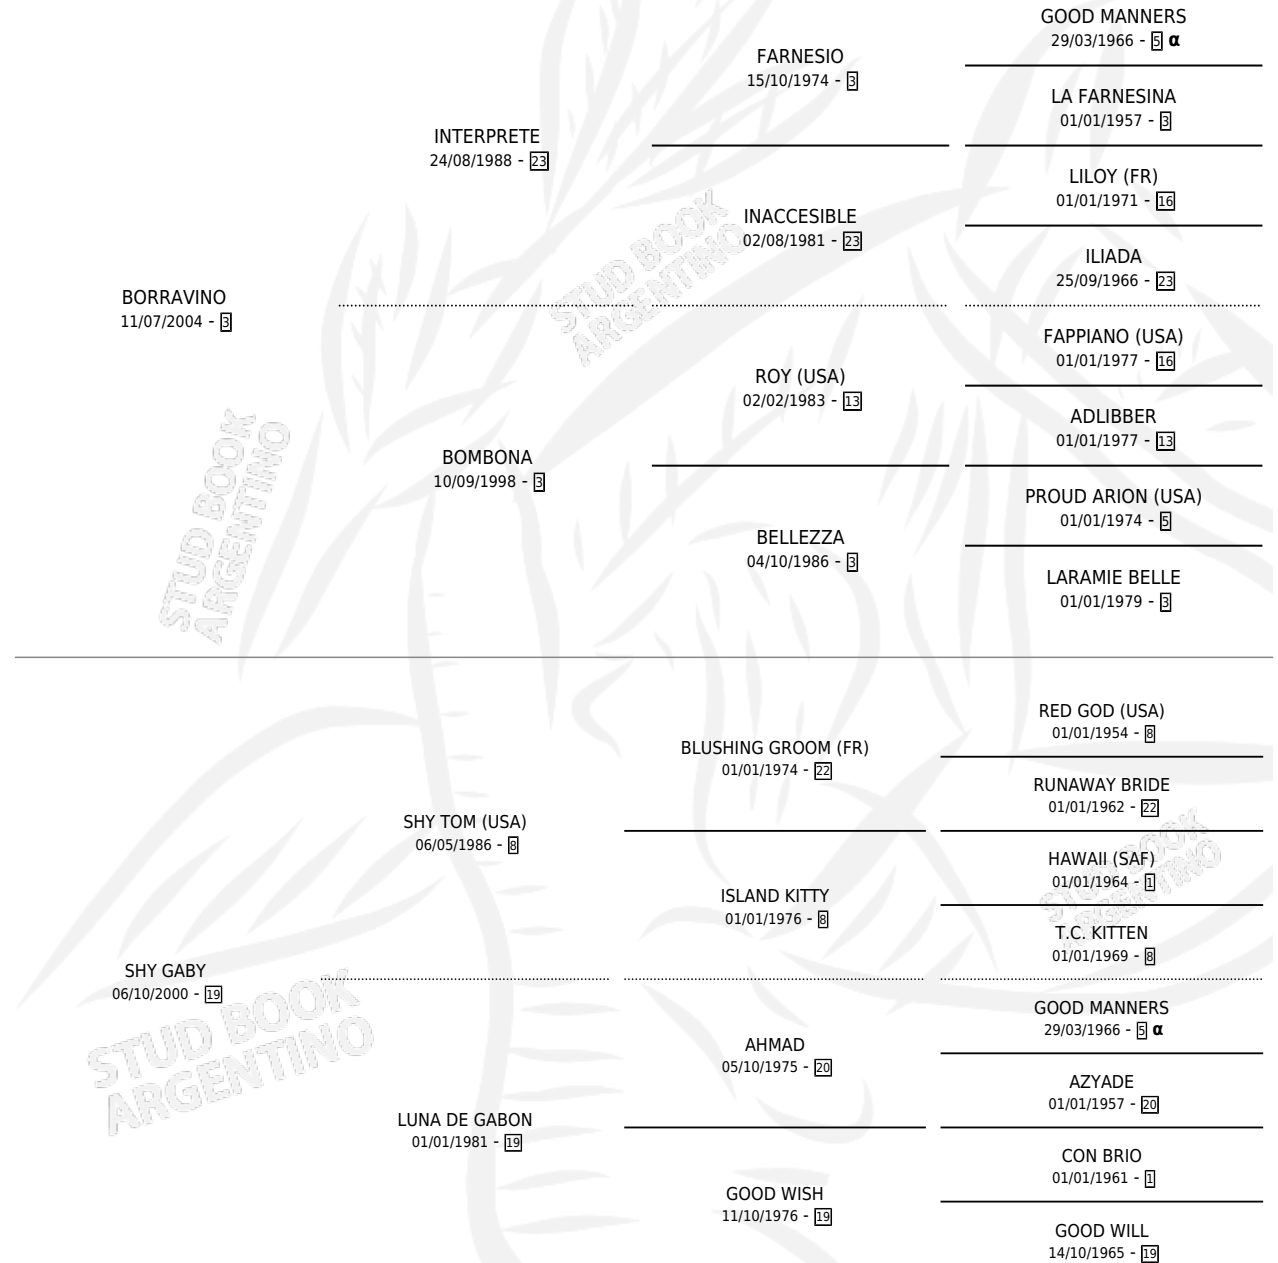 GOOD MANNERS
29/03/1966 - 5 α
FARNESIO
15/10/1974 - 3
LA FARNESINA
01/01/1957 - 3
INTERPRETE
24/08/1988 - 23
LILOY (FR)
01/01/1971 - 16
INACCESIBLE
02/08/1981 - 23
ILIADA
25/09/1966 - 23
BORRAVINO
11/07/2004 - 3
FAPPIANO (USA)
01/01/1977 - 16
ROY (USA)
02/02/1983 - 13
ADLIBBER
01/01/1977 - 13
BOMBONA
10/09/1998 - 3
PROUD ARION (USA)
01/01/1974 - 5
BELLEZZA
04/10/1986 - 3
LARAMIE BELLE
01/01/1979 - 3
STUD BOOK
ARGENTINO
STUD BOOK
ARGENTINO
RED GOD (USA)
01/01/1954 - 8
BLUSHING GROOM (FR)
01/01/1974 - 22
RUNAWAY BRIDE
01/01/1962 - 22
SHY TOM (USA)
06/05/1986 - 8
HAWAII (SAF)
01/01/1964 - 1
ISLAND KITTY
01/01/1976 - 8
T.C. KITTEN
01/01/1969 - 8
SHY GABY
06/10/2000 - 19
GOOD MANNERS
29/03/1966 - 5 α
AHMAD
05/10/1975 - 20
AZYADE
01/01/1957 - 20
LUNA DE GABON
01/01/1981 - 19
CON BRIO
01/01/1961 - 1
GOOD WISH
11/10/1976 - 19
GOOD WILL
14/10/1965 - 19
STUD BOOK
ARGENTINO
STUD BOOK
ARGENTINO